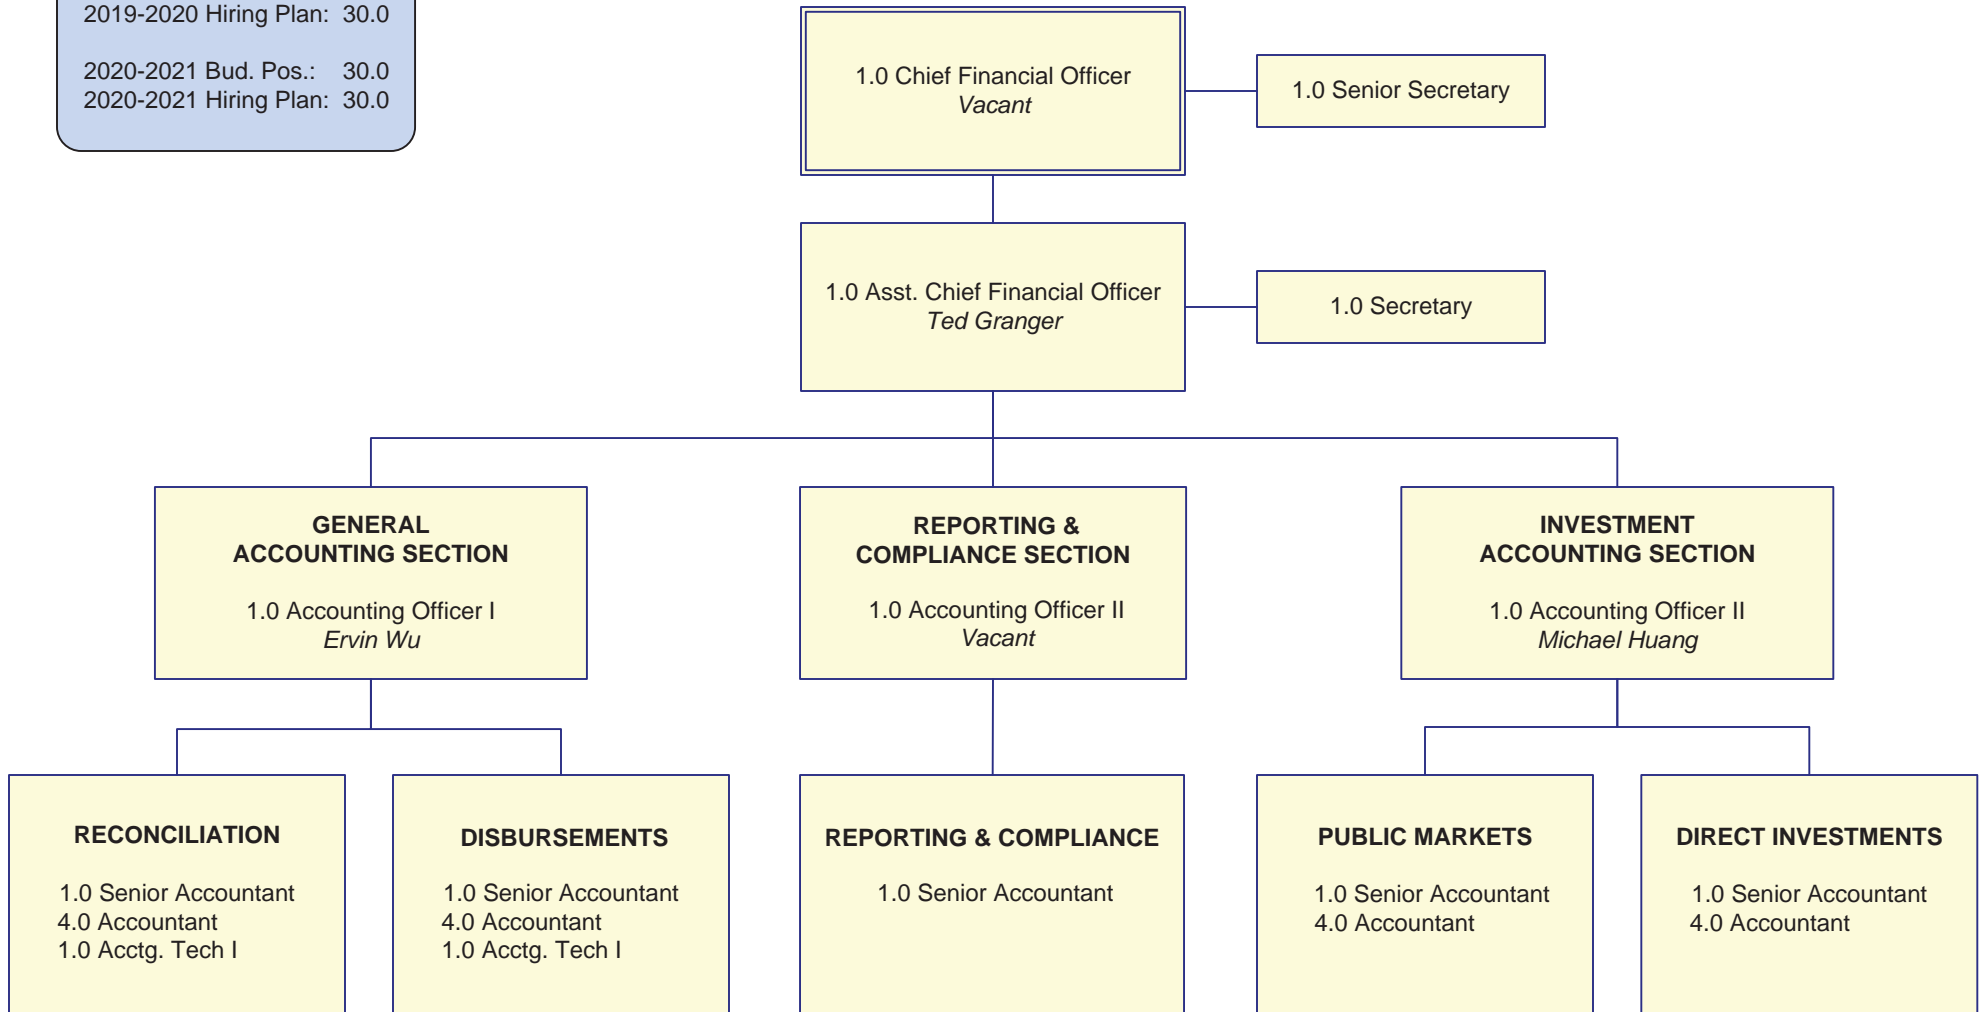 2019-2020 Hiring Plan: 30.0
2020-2021 Bud. Pos.: 30.0
2020-2021 Hiring Plan: 30.0
1.0 Chief Financial Officer
Vacant
1.0 Senior Secretary
1.0 Asst. Chief Financial Officer
Ted Granger
1.0 Secretary
GENERAL
ACCOUNTING SECTION
1.0 Accounting Officer I
Ervin Wu
REPORTING &
COMPLIANCE SECTION
1.0 Accounting Officer II
Vacant
INVESTMENT
ACCOUNTING SECTION
1.0 Accounting Officer II
Michael Huang
RECONCILIATION
1.0 Senior Accountant
4.0 Accountant
1.0 Acctg. Tech I
DISBURSEMENTS
1.0 Senior Accountant
4.0 Accountant
1.0 Acctg. Tech I
REPORTING & COMPLIANCE
1.0 Senior Accountant
PUBLIC MARKETS
1.0 Senior Accountant
4.0 Accountant
DIRECT INVESTMENTS
1.0 Senior Accountant
4.0 Accountant